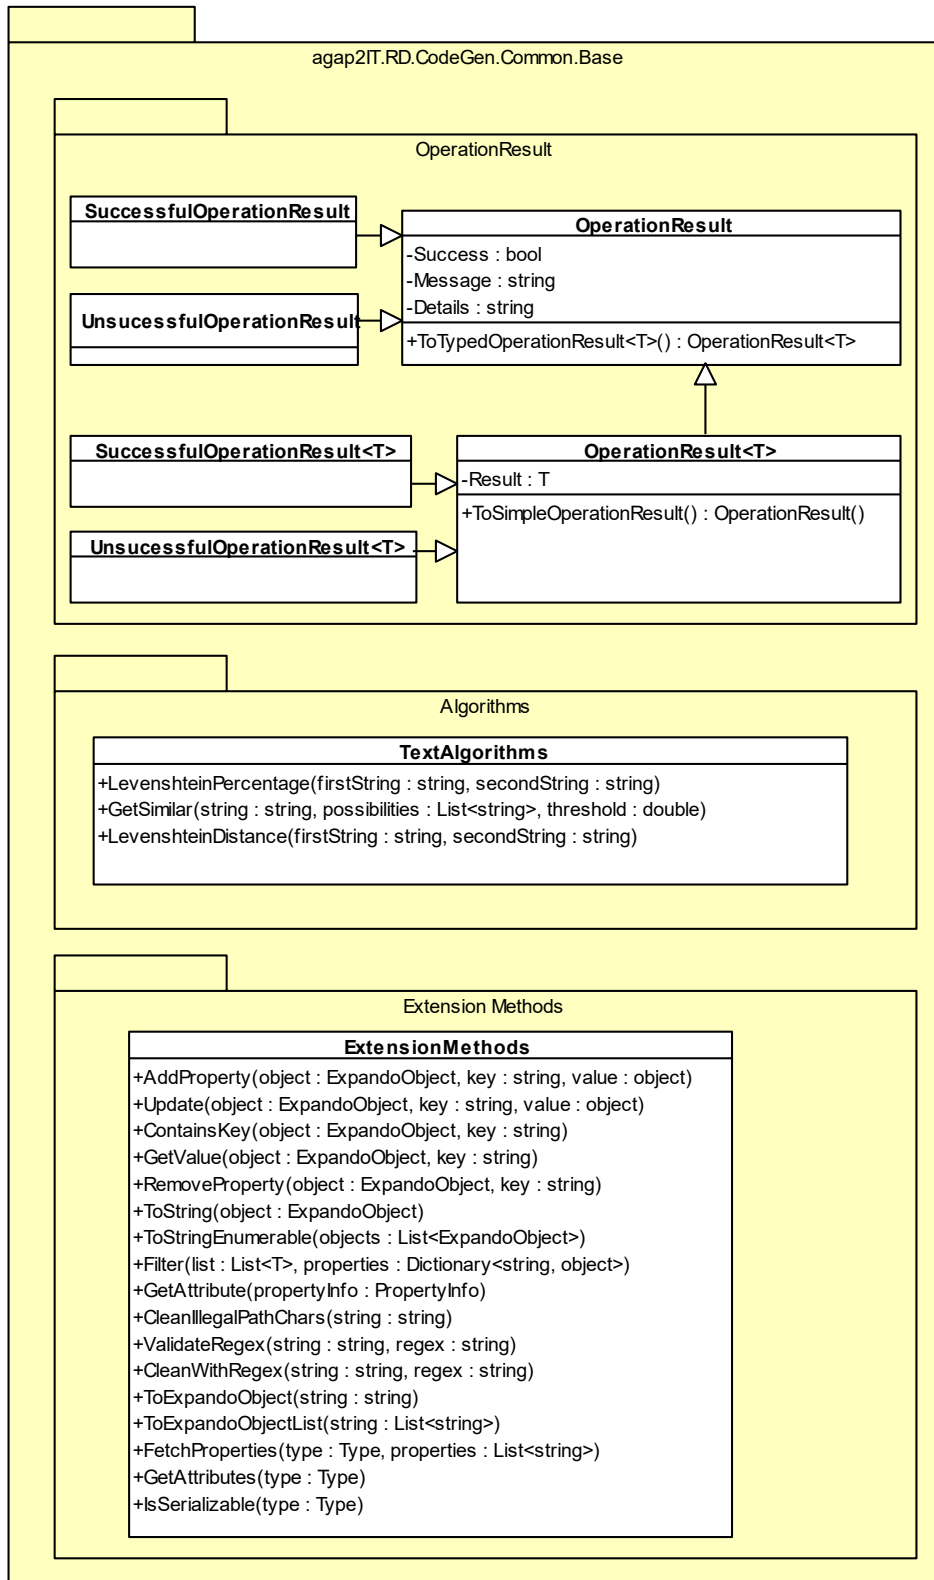 agap2IT.RD.CodeGen.Common.Base
OperationResult
SuccessfulOperationResult
OperationResult
-Success : bool
-Message : string
-Details : string
+ToTypedOperationResult<T>() : OperationResult<T>
UnsucessfulOperationResult
SuccessfulOperationResult<T>
OperationResult<T>
-Result : T
+ToSimpleOperationResult() : OperationResult()
UnsucessfulOperationResult<T>
Algorithms
TextAlgorithms
+LevenshteinPercentage(firstString : string, secondString : string)
+GetSimilar(string : string, possibilities : List<string>, threshold : double)
+LevenshteinDistance(firstString : string, secondString : string)
Extension Methods
ExtensionMethods
+AddProperty(object : ExpandoObject, key : string, value : object)
+Update(object : ExpandoObject, key : string, value : object)
+ContainsKey(object : ExpandoObject, key : string)
+GetValue(object : ExpandoObject, key : string)
+RemoveProperty(object : ExpandoObject, key : string)
+ToString(object : ExpandoObject)
+ToStringEnumerable(objects : List<ExpandoObject>)
+Filter(list : List<T>, properties : Dictionary<string, object>)
+GetAttribute(propertyInfo : PropertyInfo)
+CleanIllegalPathChars(string : string)
+ValidateRegex(string : string, regex : string)
+CleanWithRegex(string : string, regex : string)
+ToExpandoObject(string : string)
+ToExpandoObjectList(string : List<string>)
+FetchProperties(type : Type, properties : List<string>)
+GetAttributes(type : Type)
+IsSerializable(type : Type)